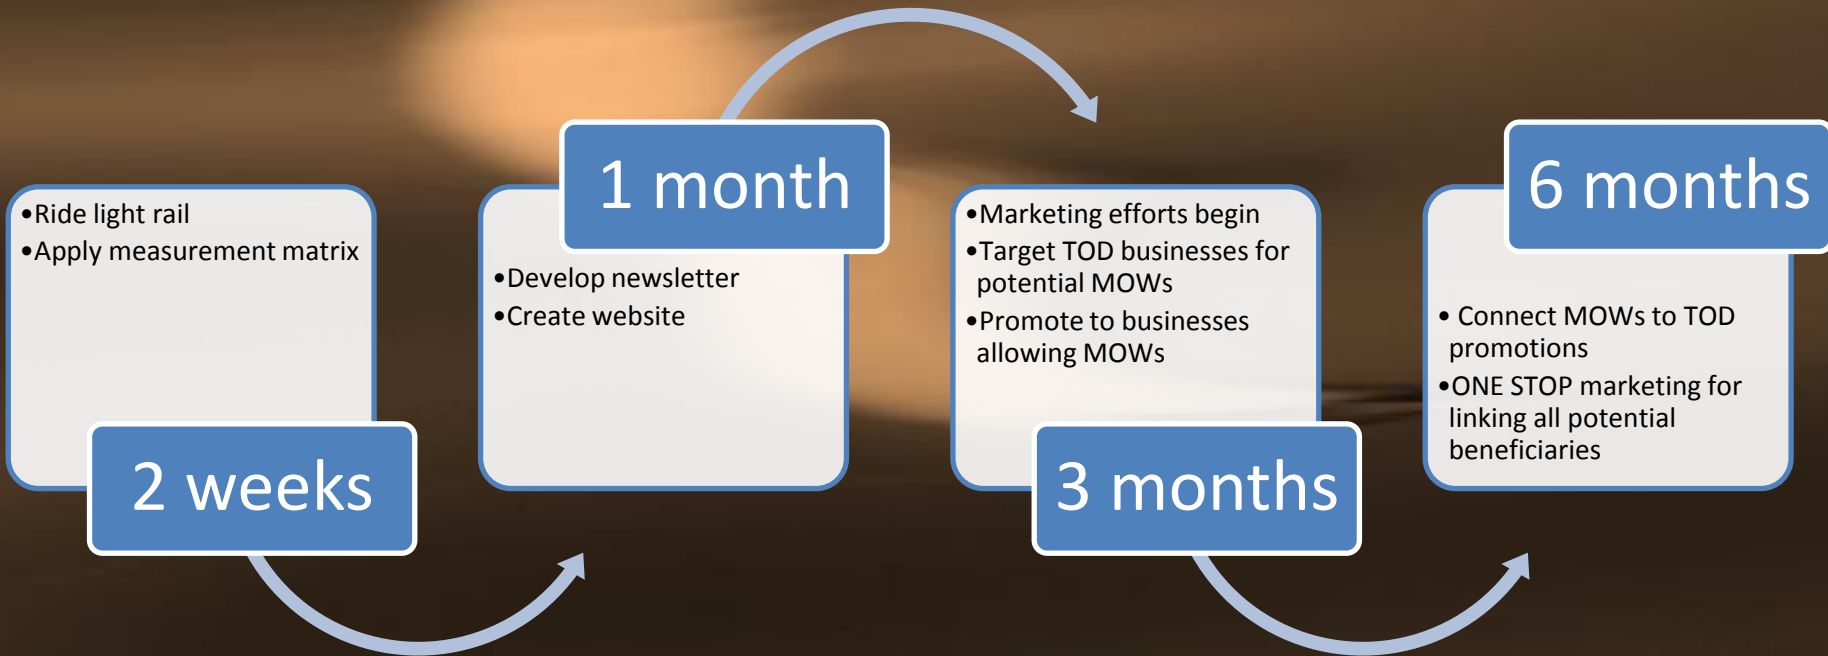 •Ride light rail
•Apply measurement matrix
2 weeks
1 month
•Develop newsletter
•Create website
•Marketing efforts begin
•Target TOD businesses for
potential MOWs
•Promote to businesses
allowing MOWs
3 months
6 months
• Connect MOWs to TOD
promotions
•ONE STOP marketing for
linking all potential
beneficiaries